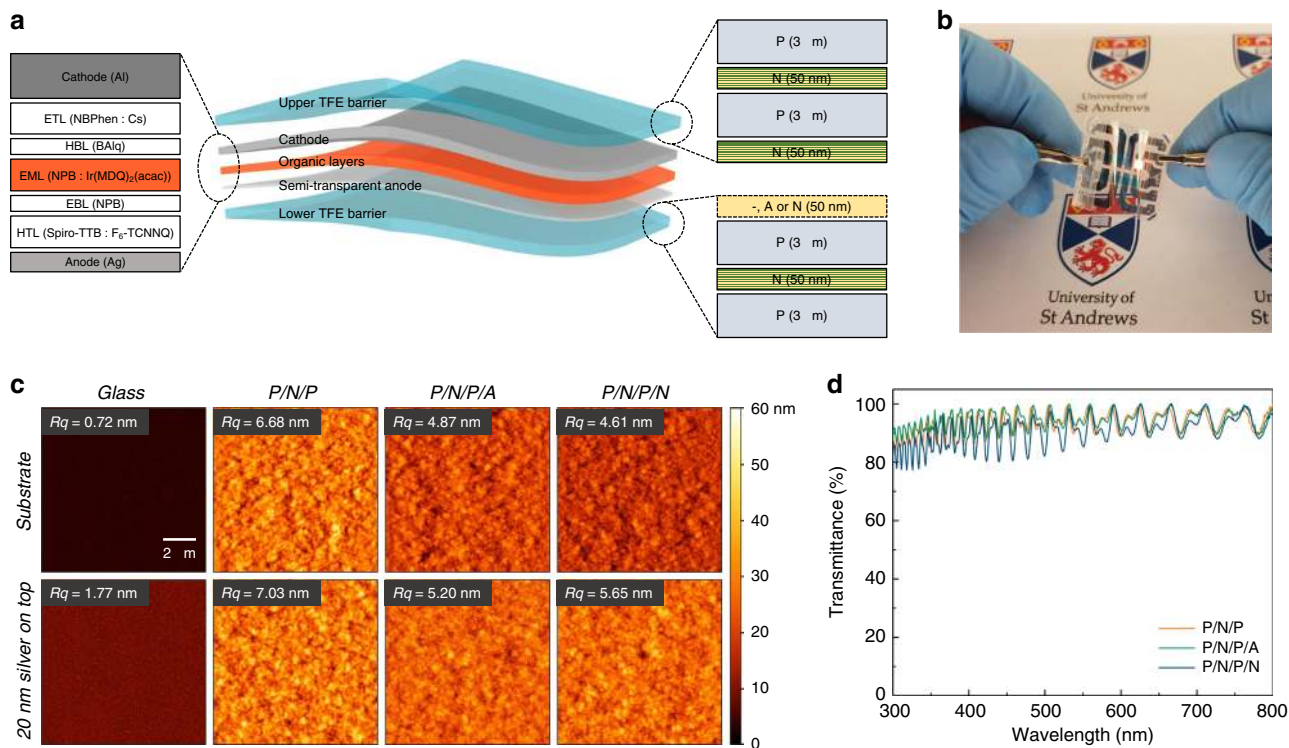 a
Cathode (Al)
ETL (NBPhen : Cs)
HBL (BAlq)
EML (NPB : Ir(MDQ)₂(acac))
EBL (NPB)
HTL (Spiro-TTB : F₆-TCNNQ)
Anode (Ag)
Upper TFE barrier
Cathode
Organic layers
Semi-transparent anode
Lower TFE barrier
P (3 m)
N (50 nm)
P (3 m)
N (50 nm)
-, A or N (50 nm)
P (3 m)
N (50 nm)
P (3 m)
b
University of
St Andrews
University of
St Andrews
Un
St
c
Glass
P/N/P
P/N/P/A
P/N/P/N
Substrate
Rq = 0.72 nm
Rq = 6.68 nm
Rq = 4.87 nm
Rq = 4.61 nm
2 m
20 nm silver on top
Rq = 1.77 nm
Rq = 7.03 nm
Rq = 5.20 nm
Rq = 5.65 nm
60 nm
50
40
30
20
10
0
d
Transmittance (%)
100
80
60
40
20
0
P/N/P
P/N/P/A
P/N/P/N
300
400
500
600
700
800
Wavelength (nm)